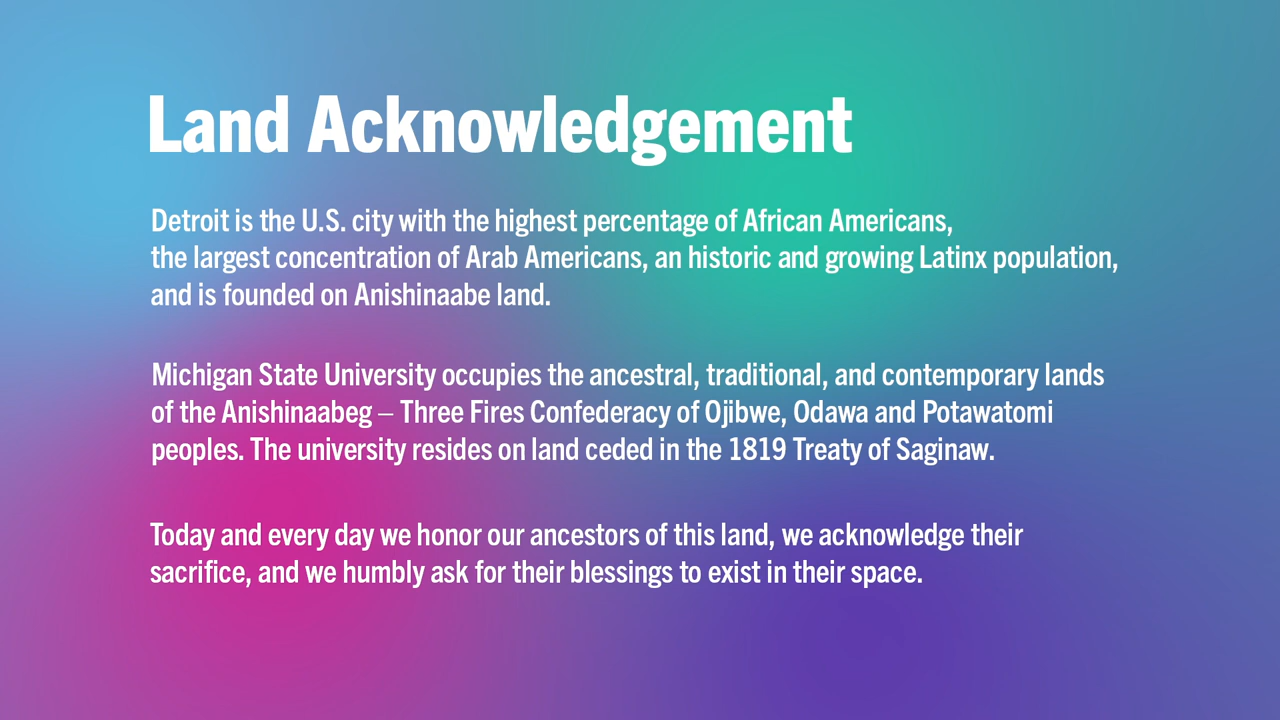 Land Acknowledgement
Detroit is the U.S. city with the highest percentage of African Americans,
the largest concentration of Arab Americans, an historic and growing Latinx population,
and is founded on Anishinaabe land.
Michigan State University occupies the ancestral, traditional, and contemporary lands
of the Anishinaabeg – Three Fires Confederacy of Ojibwe, Odawa and Potawatomi
peoples. The university resides on land ceded in the 1819 Treaty of Saginaw.
Today and every day we honor our ancestors of this land, we acknowledge their
sacrifice, and we humbly ask for their blessings to exist in their space.